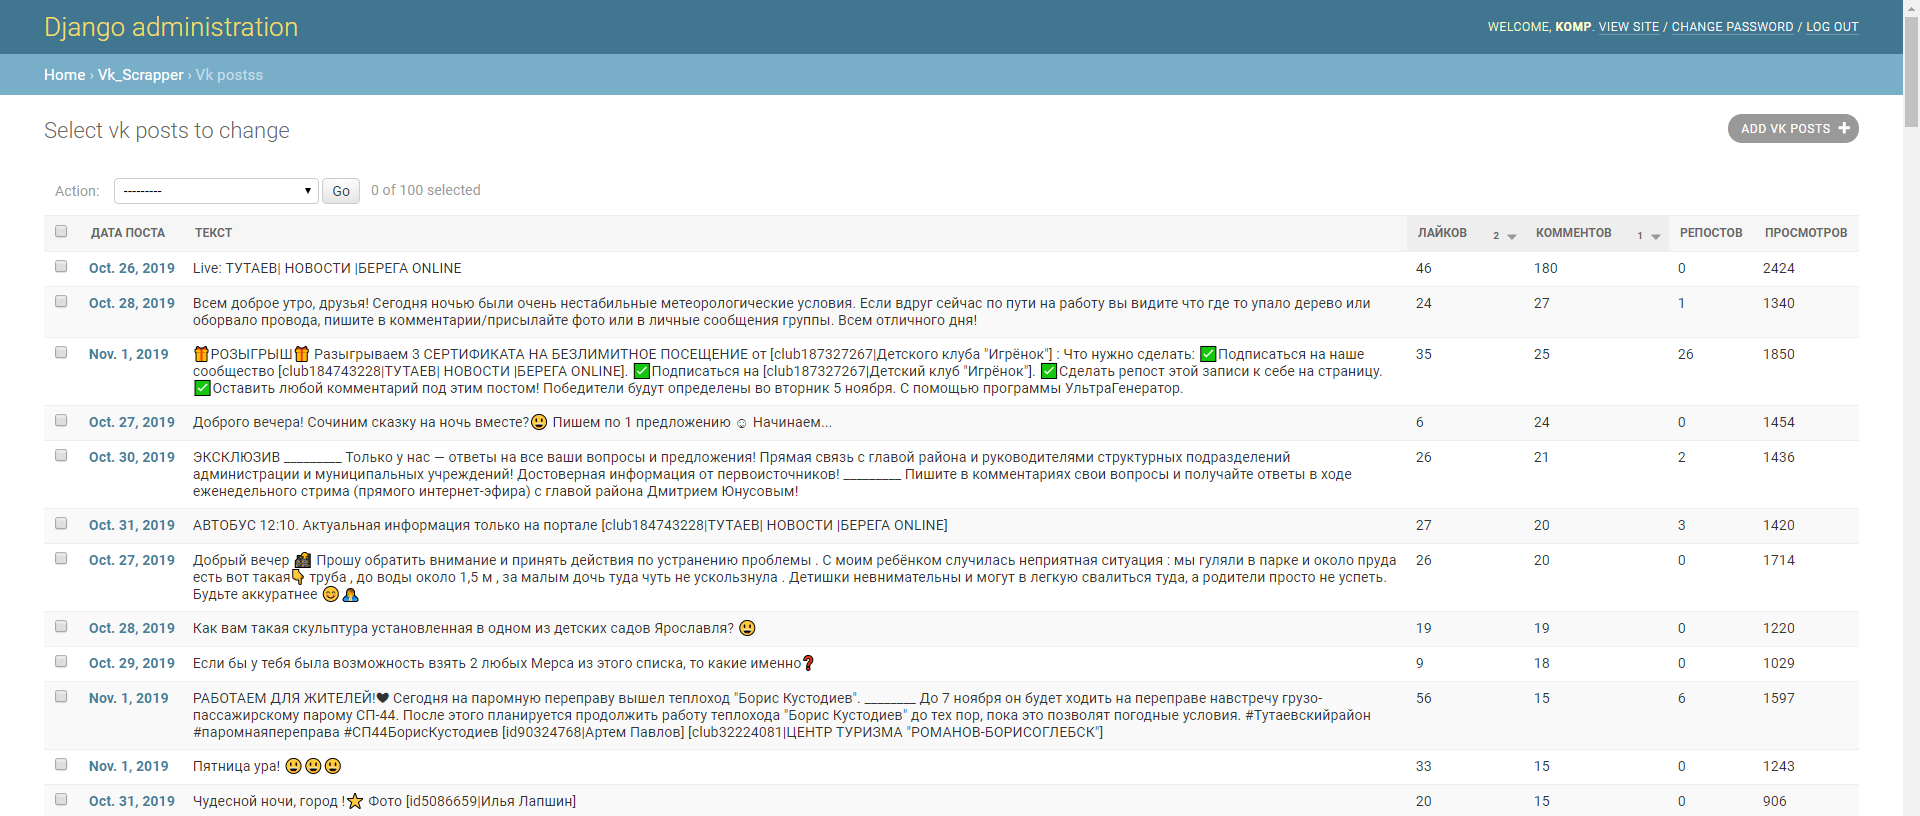 Django administration
WELCOME, KOMP. VIEW SITE / CHANGE PASSWORD / LOG OUT
Home › Vk_Scrapper › Vk postss
Select vk posts to change
ADD VK POSTS
Action: --------- Go 0 of 100 selected
ДАТА ПОСТА ТЕКСТ ЛАЙКОВ 2 КОММЕНТОВ 1 РЕПОСТОВ ПРОСМОТРОВ
Oct. 26, 2019 Live: ТУТАЕВ| НОВОСТИ |БЕРЕГА ONLINE 46 180 0 2424
Oct. 28, 2019 Всем доброе утро, друзья! Сегодня ночью были очень нестабильные метеорологические условия. Если вдруг сейчас по пути на работу вы видите что где то упало дерево или 24 27 1 1340
оборвало провода, пишите в комментарии/присылайте фото или в личные сообщения группы. Всем отличного дня!
Nov. 1, 2019 🎁РОЗЫГРЫШ🎁 Разыгрываем 3 СЕРТИФИКАТА НА БЕЗЛИМИТНОЕ ПОСЕЩЕНИЕ от [club187327267|Детского клуба "Игрёнок"] : Что нужно сделать: ✅Подписаться на наше 35 25 26 1850
сообщество [club184743228|ТУТАЕВ| НОВОСТИ |БЕРЕГА ONLINE]. ✅Подписаться на [club187327267|Детский клуб "Игрёнок"]. ✅Сделать репост этой записи к себе на страницу.
✅Оставить любой комментарий под этим постом! Победители будут определены во вторник 5 ноября. С помощью программы УльтраГенератор.
Oct. 27, 2019 Доброго вечера! Сочиним сказку на ночь вместе?😃 Пишем по 1 предложению ☺ Начинаем... 6 24 0 1454
Oct. 30, 2019 ЭКСКЛЮЗИВ _________ Только у нас — ответы на все ваши вопросы и предложения! Прямая связь с главой района и руководителями структурных подразделений 26 21 2 1436
администрации и муниципальных учреждений! Достоверная информация от первоисточников! _________ Пишите в комментариях свои вопросы и получайте ответы в ходе
еженедельного стрима (прямого интернет-эфира) с главой района Дмитрием Юнусовым!
Oct. 31, 2019 АВТОБУС 12:10. Актуальная информация только на портале [club184743228|ТУТАЕВ| НОВОСТИ |БЕРЕГА ONLINE] 27 20 3 1420
Oct. 27, 2019 Добрый вечер Прошу обратить внимание и принять действия по устранению проблемы . С моим ребёнком случилась неприятная ситуация : мы гуляли в парке и около пруда 26 20 0 1714
есть вот такая👇 труба , до воды около 1,5 м , за малым дочь туда чуть не ускользнула . Детишки невнимательны и могут в легкую свалиться туда, а родители просто не успеть.
Будьте аккуратнее 😊
Oct. 28, 2019 Как вам такая скульптура установленная в одном из детских садов Ярославля? 😃 19 19 0 1220
Oct. 29, 2019 Если бы у тебя была возможность взять 2 любых Мерса из этого списка, то какие именно❓ 9 18 0 1029
Nov. 1, 2019 РАБОТАЕМ ДЛЯ ЖИТЕЛЕЙ!❤ Сегодня на паромную переправу вышел теплоход "Борис Кустодиев". ________ До 7 ноября он будет ходить на переправе навстречу грузо- 56 15 6 1597
пассажирскому парому СП-44. После этого планируется продолжить работу теплохода "Борис Кустодиев" до тех пор, пока это позволят погодные условия. #Тутаевскийрайон
#паромнаяпереправа #СП44БорисКустодиев [id90324768|Артем Павлов] [club32224081|ЦЕНТР ТУРИЗМА "РОМАНОВ-БОРИСОГЛЕБСК"]
Nov. 1, 2019 Пятница ура! 😃😃😃 33 15 0 1243
Oct. 31, 2019 Чудесной ночи, город !⭐ Фото [id5086659|Илья Лапшин] 20 15 0 906